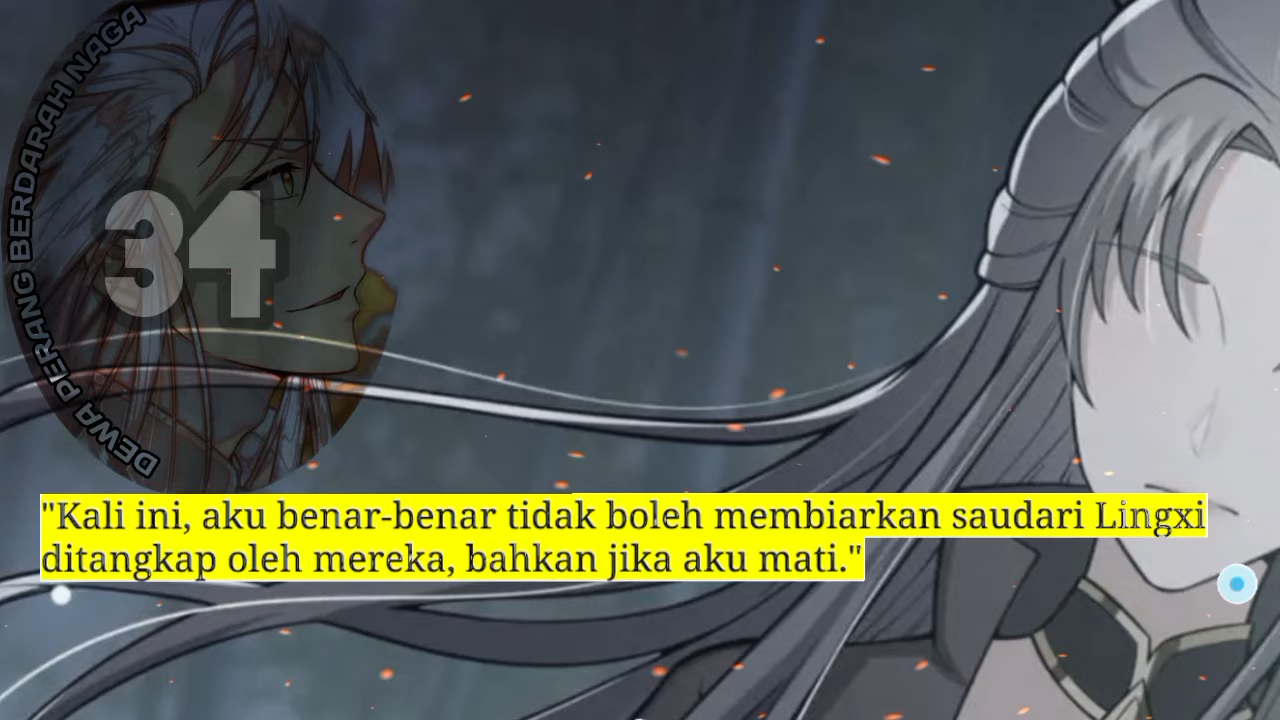 DEWA PERANG BERDARAH NAGA
34
"Kali ini, aku benar-benar tidak boleh membiarkan saudari Lingxi
ditangkap oleh mereka, bahkan jika aku mati."